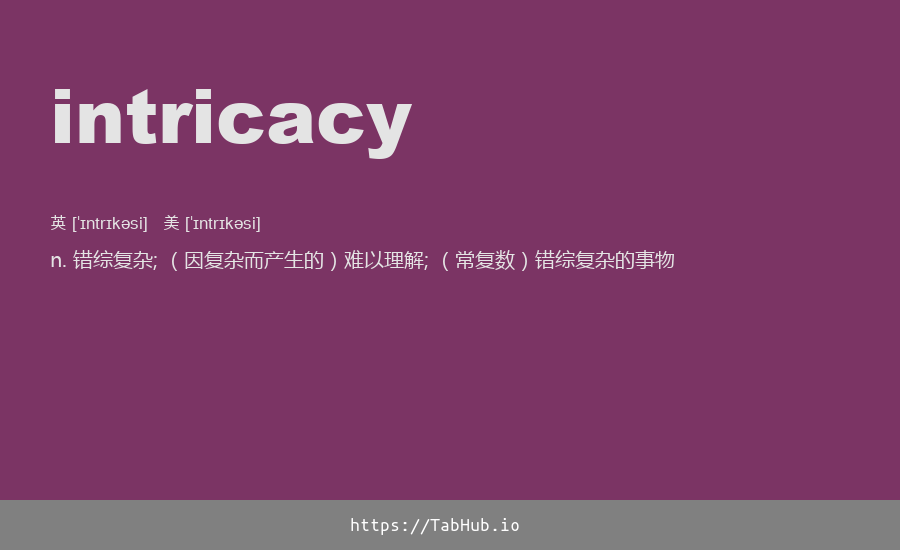 intricacy
英 [ˈɪntrɪkəsi] 美 [ˈɪntrɪkəsi]
n. 错综复杂; （因复杂而产生的）难以理解; （常复数）错综复杂的事物
https://TabHub.io